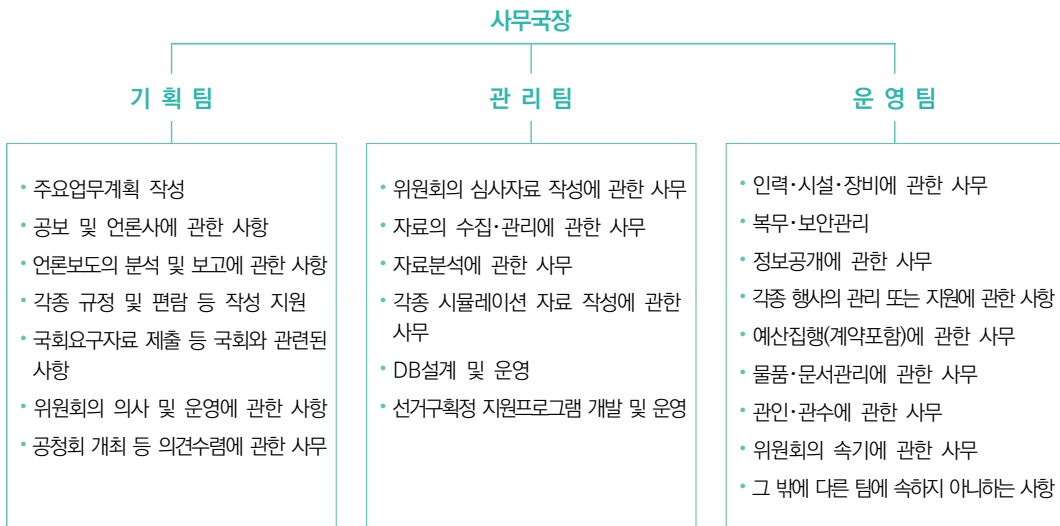 사무국장
기 획 팀
• 주요업무계획 작성
• 공보 및 언론사에 관한 사항
• 언론보도의 분석 및 보고에 관한 사항
• 각종 규정 및 편람 등 작성 지원
• 국회요구자료 제출 등 국회와 관련된
사항
• 위원회의 의사 및 운영에 관한 사항
• 공청회 개최 등 의견수렴에 관한 사무
관 리 팀
• 위원회의 심사자료 작성에 관한 사무
• 자료의 수집·관리에 관한 사무
• 자료분석에 관한 사무
• 각종 시뮬레이션 자료 작성에 관한
사무
• DB설계 및 운영
• 선거구획정 지원프로그램 개발 및 운영
운 영 팀
• 인력·시설·장비에 관한 사무
• 복무·보안관리
• 정보공개에 관한 사무
• 각종 행사의 관리 또는 지원에 관한 사항
• 예산집행(계약포함)에 관한 사무
• 물품·문서관리에 관한 사무
• 관인·관수에 관한 사무
• 위원회의 속기에 관한 사무
• 그 밖에 다른 팀에 속하지 아니하는 사항